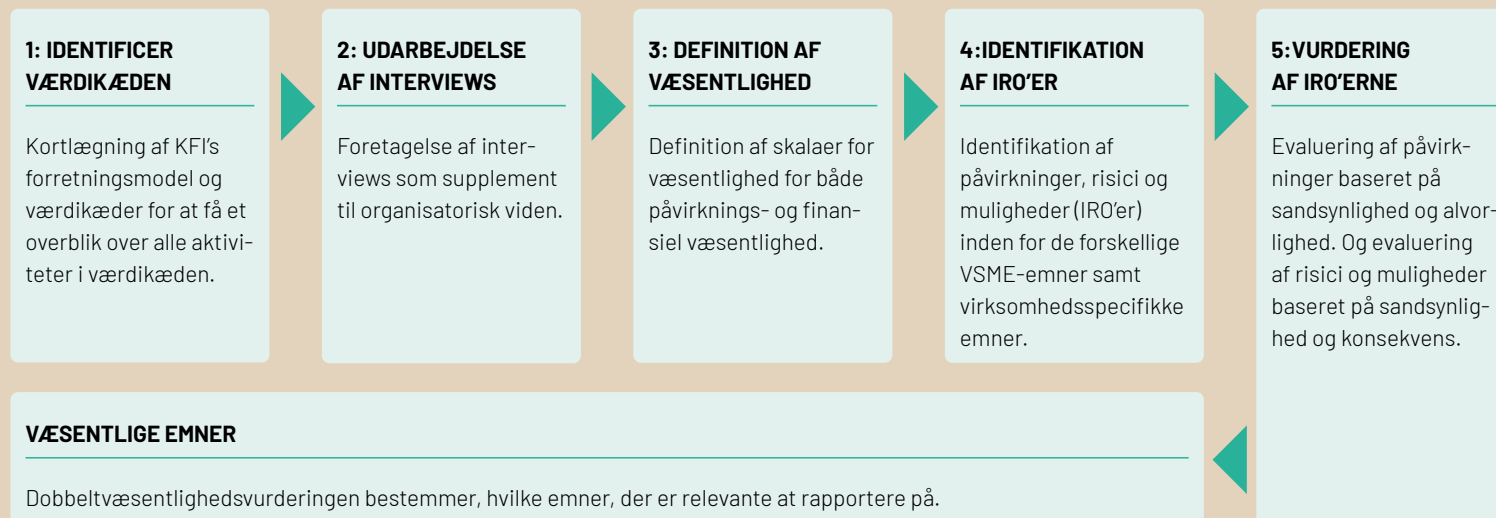 1: IDENTIFICER
VÆRDIKÆDEN
Kortlægning af KFI's
forretningsmodel og
værdikæder for at få et
overblik over alle aktivi-
teter i værdikæden.
2: UDARBEJDELSE
AF INTERVIEWS
Foretagelse af inter-
views som supplement
til organisatorisk viden.
3: DEFINITION AF
VÆSENTLIGHED
Definition af skalaer for
væsentlighed for både
påvirknings- og finan-
siel væsentlighed.
4:IDENTIFIKATION
AF IRO'ER
Identifikation af
påvirkninger, risici og
muligheder (IRO'er)
inden for de forskellige
VSME-emner samt
virksomhedsspecifikke
emner.
5:VURDERING
AF IRO'ERNE
Evaluering af påvirk-
ninger baseret på
sandsynlighed og alvor-
lighed. Og evaluering
af risici og muligheder
baseret på sandsynlig-
hed og konsekvens.
VÆSENTLIGE EMNER
Dobbeltvæsentlighedsvurderingen bestemmer, hvilke emner, der er relevante at rapportere på.